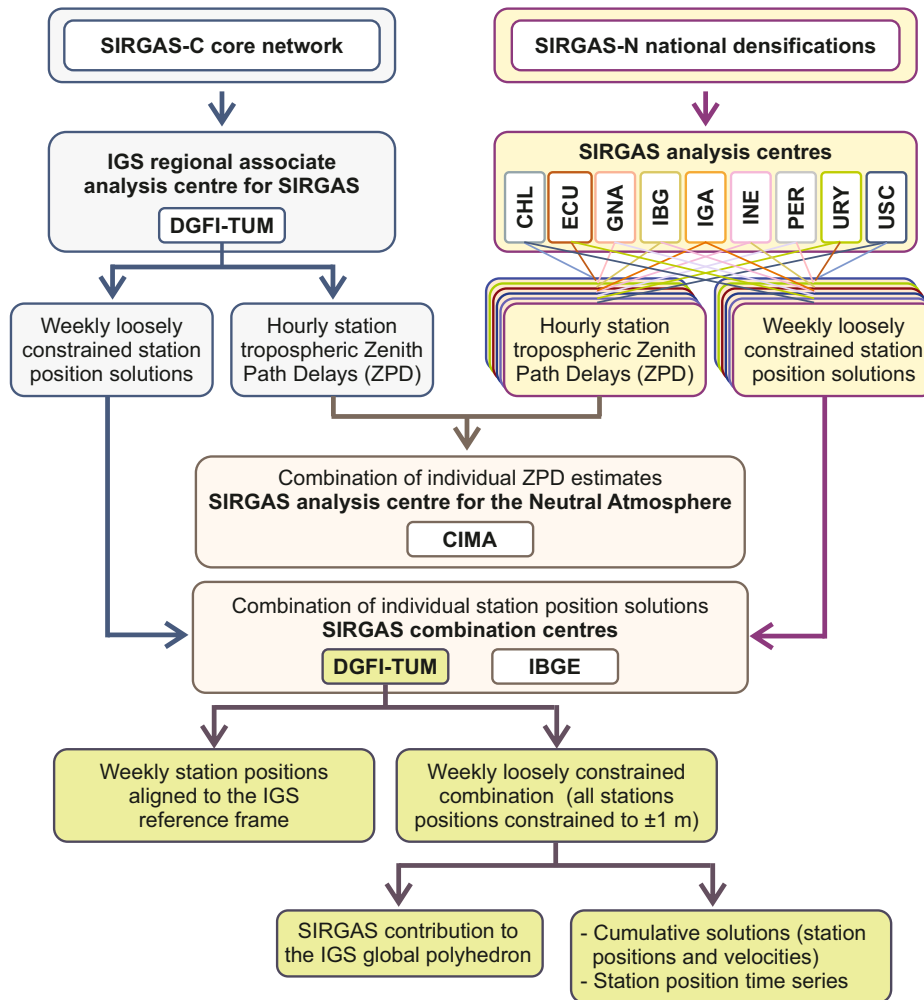 SIRGAS-C core network
SIRGAS-N national densifications
IGS regional associate
analysis centre for SIRGAS
DGFI-TUM
SIRGAS analysis centres
CHL
ECU
GNA
IBG
IGA
INE
PER
URY
USC
Weekly loosely
constrained station
position solutions
Hourly station
tropospheric Zenith
Path Delays (ZPD)
Hourly station
tropospheric Zenith
Path Delays (ZPD)
Weekly loosely
constrained station
position solutions
Combination of individual ZPD estimates
SIRGAS analysis centre for the Neutral Atmosphere
CIMA
Combination of individual station position solutions
SIRGAS combination centres
DGFI-TUM
IBGE
Weekly station positions
aligned to the IGS
reference frame
Weekly loosely constrained
combination (all stations
positions constrained to ±1 m)
SIRGAS contribution to
the IGS global polyhedron
- Cumulative solutions (station
positions and velocities)
- Station position time series